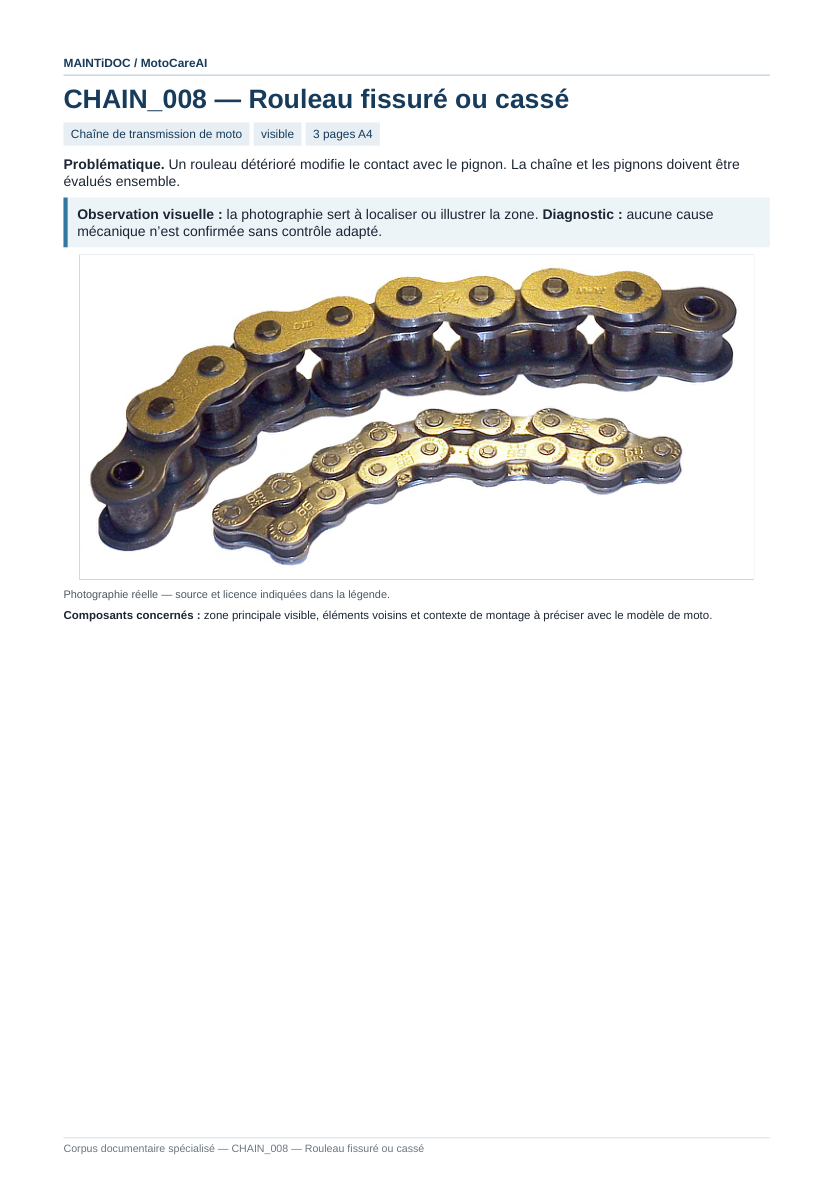 MAINTiDOC / MotoCareAI
CHAIN_008 — Rouleau fissuré ou cassé
Chaîne de transmission de moto visible 3 pages A4
Problématique. Un rouleau détérioré modifie le contact avec le pignon. La chaîne et les pignons doivent être
évalués ensemble.
Observation visuelle : la photographie sert à localiser ou illustrer la zone. Diagnostic : aucune cause
mécanique n’est confirmée sans contrôle adapté.
Photographie réelle — source et licence indiquées dans la légende.
Composants concernés : zone principale visible, éléments voisins et contexte de montage à préciser avec le modèle de moto.
Corpus documentaire spécialisé — CHAIN_008 — Rouleau fissuré ou cassé